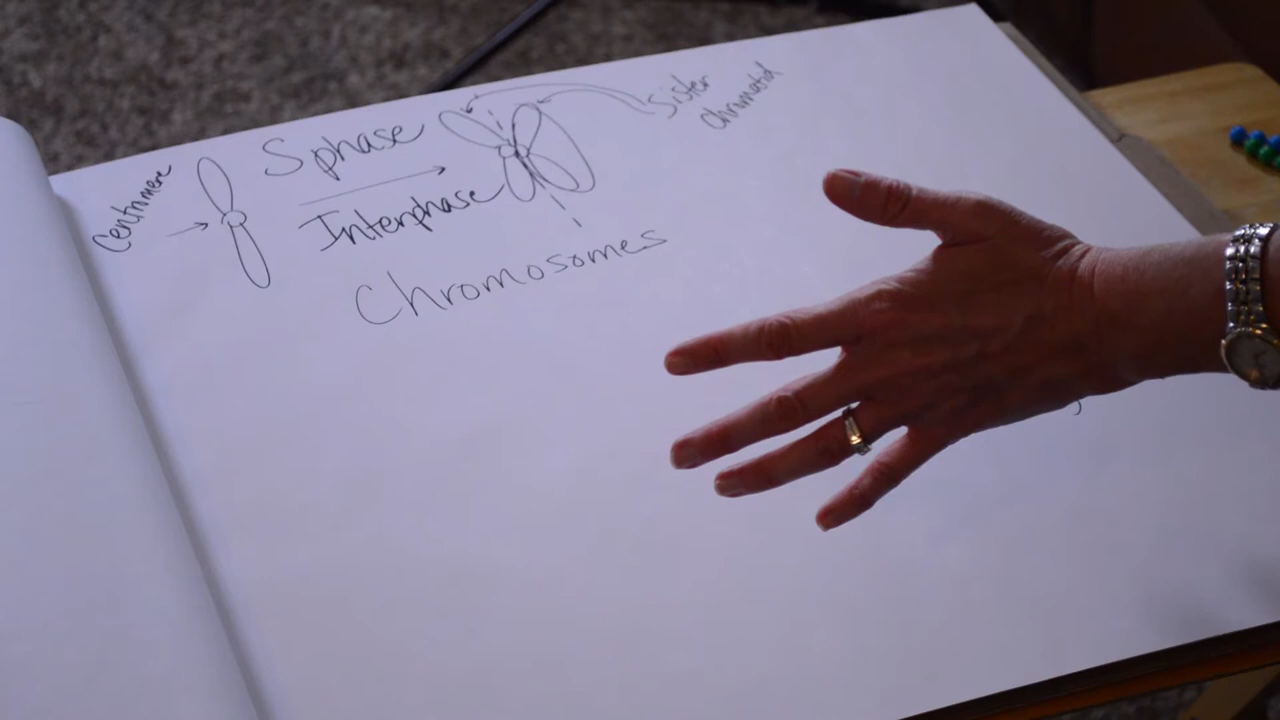 Centromere
S phase
Interphase
Chromosomes
Sister
chromatid